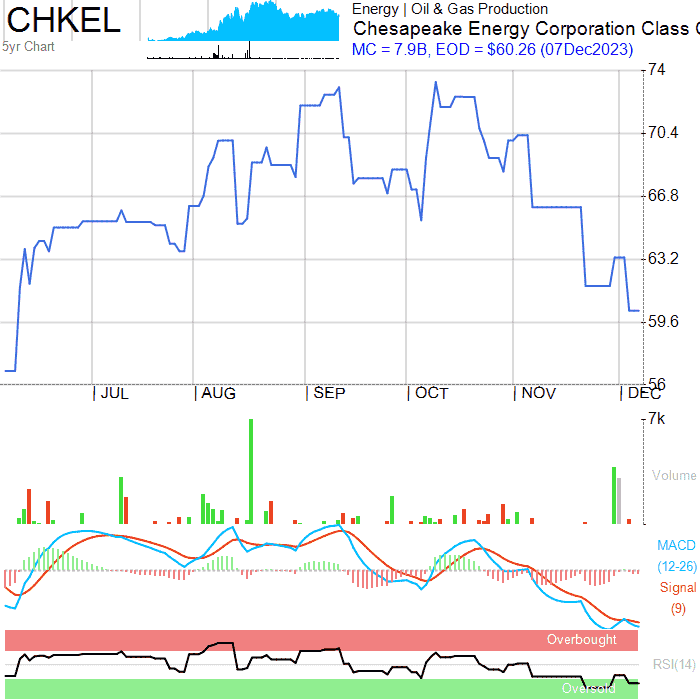 CHKEL
5yr Chart
Energy | Oil & Gas Production
Chesapeake Energy Corporation Class
MC = 7.9B, EOD = $60.26 (07Dec2023)
74
70.4
66.8
63.2
59.6
56
JUL AUG SEP OCT NOV DEC
7k
Volume
MACD
(12-26)
Signal
(9)
Overbought
RSI(14)
Oversold